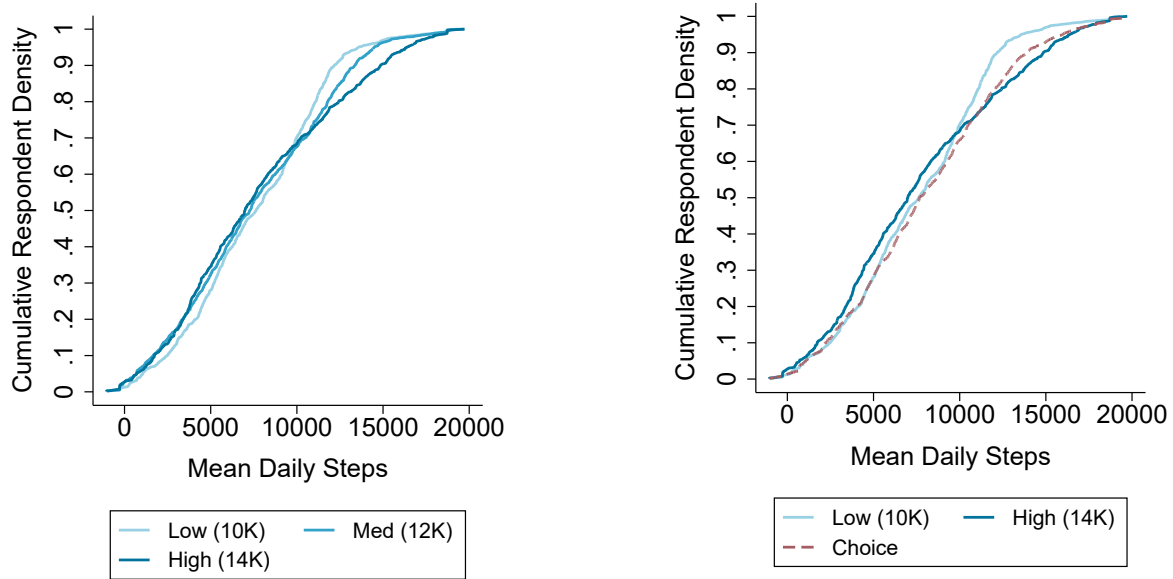 Cumulative Respondent Density
1
.9
.8
.7
.6
.5
.4
.3
.2
.1
0
0 5000 10000 15000 20000
Mean Daily Steps
Low (10K) Med (12K)
High (14K)
Cumulative Respondent Density
1
.9
.8
.7
.6
.5
.4
.3
.2
.1
0
0 5000 10000 15000 20000
Mean Daily Steps
Low (10K) High (14K)
Choice